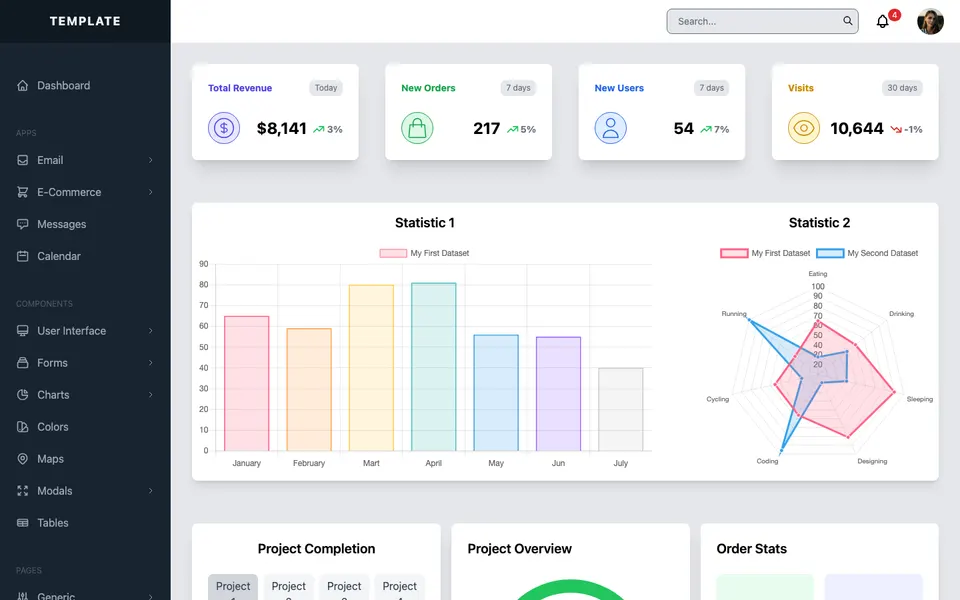 TEMPLATE
Search...
4
Dashboard
APPS
Email
E-Commerce
Messages
Calendar
COMPONENTS
User Interface
Forms
Charts
Colors
Maps
Modals
Tables
PAGES
Generic
Total Revenue Today
$8,141 3%
New Orders 7 days
217 5%
New Users 7 days
54 7%
Visits 30 days
10,644 -1%
Statistic 1
My First Dataset
90
80
70
60
50
40
30
20
10
0
January February Mart April May Jun July
Statistic 2
My First Dataset My Second Dataset
Eating
Drinking
Sleeping
Designing
Coding
Cycling
Running
100
90
80
70
60
50
40
20
Project Completion
Project Project Project Project
Project Overview
Order Stats